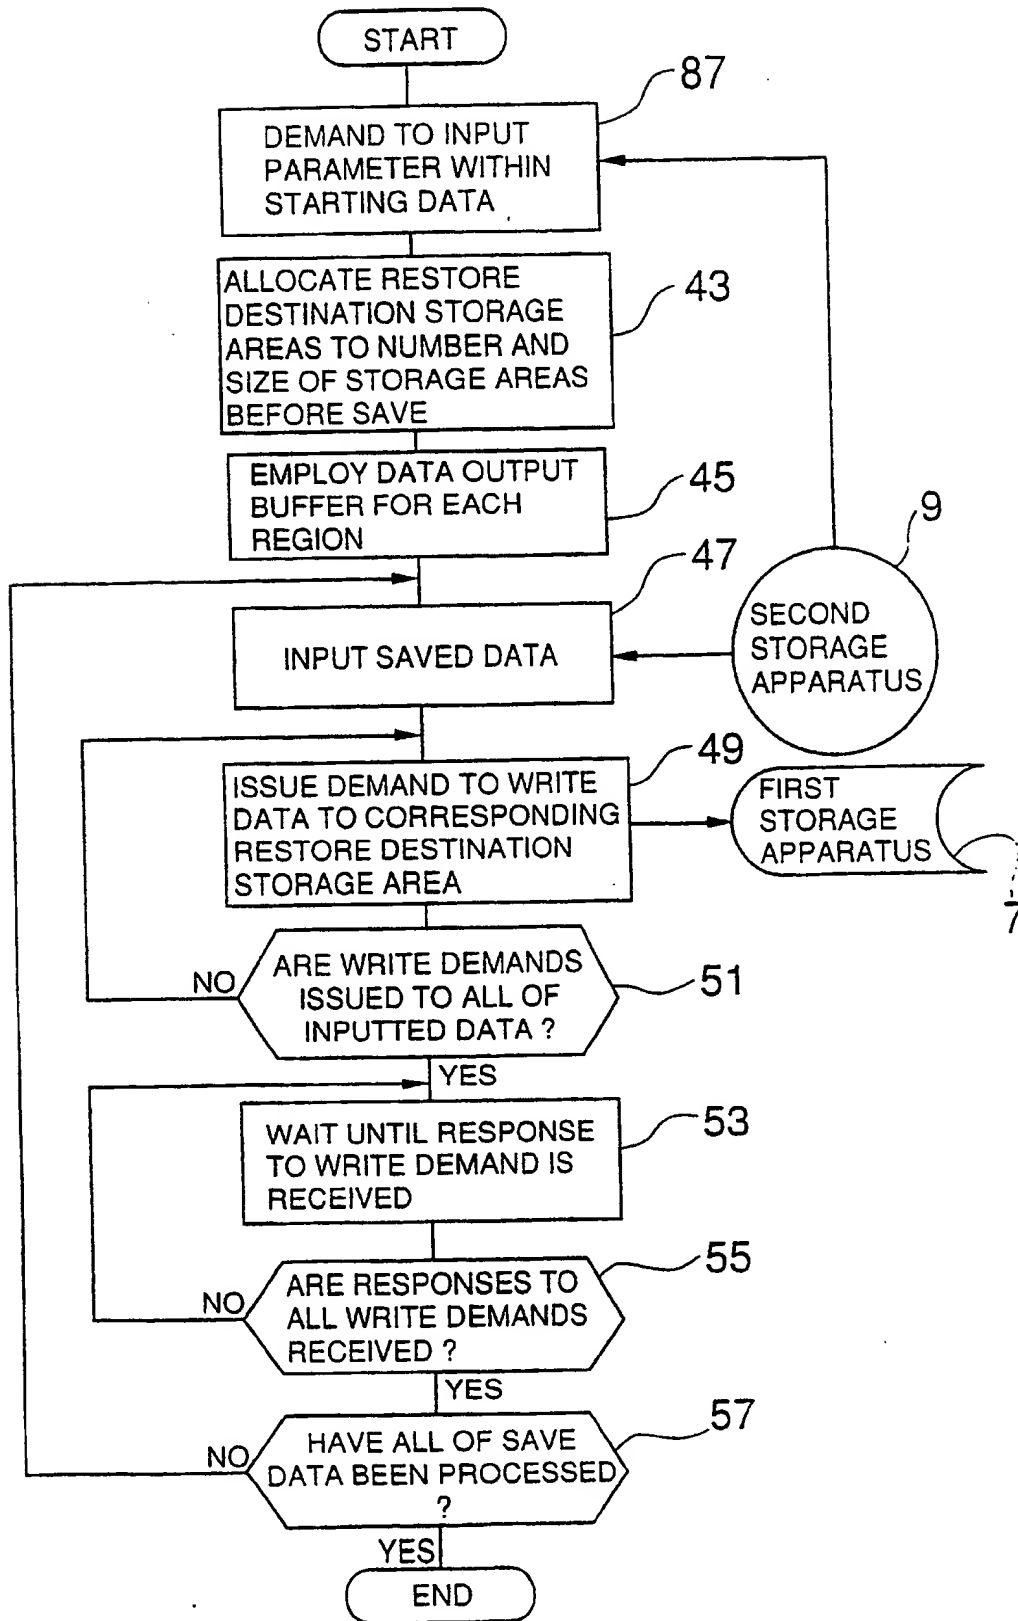 START
87
DEMAND TO INPUT
PARAMETER WITHIN
STARTING DATA
ALLOCATE RESTORE
DESTINATION STORAGE
AREAS TO NUMBER AND
SIZE OF STORAGE AREAS
BEFORE SAVE
43
EMPLOY DATA OUTPUT
BUFFER FOR EACH
REGION
45
9
47
INPUT SAVED DATA
SECOND
STORAGE
APPARATUS
49
ISSUE DEMAND TO WRITE
DATA TO CORRESPONDING
RESTORE DESTINATION
STORAGE AREA
FIRST
STORAGE
APPARATUS
7
ARE WRITE DEMANDS
ISSUED TO ALL OF
INPUTTED DATA ?
NO
51
YES
WAIT UNTIL RESPONSE
TO WRITE DEMAND IS
RECEIVED
53
ARE RESPONSES TO
ALL WRITE DEMANDS
RECEIVED ?
NO
55
YES
HAVE ALL OF SAVE
DATA BEEN PROCESSED
?
NO
57
YES
END